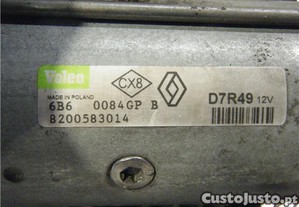 Valeo
MADE IN POLAND
CX8
6B6 0084GP B
8200583014
D7R49 12V
CustoJusto.pt